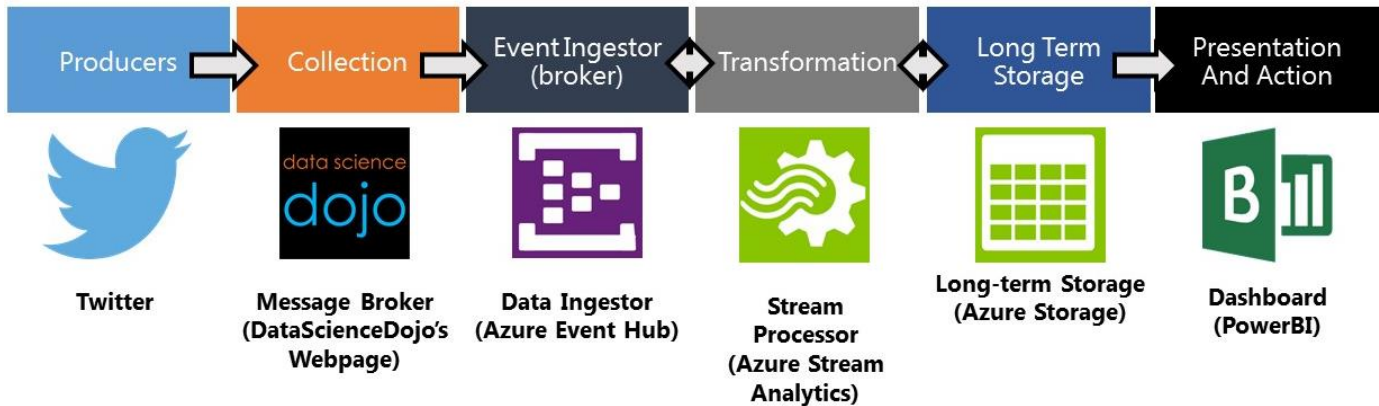 Producers
Collection
Event Ingestor
(broker)
Transformation
Long Term
Storage
Presentation
And Action
data science
dojo
B
Twitter
Message Broker
(DataScienceDojo's
Webpage)
Data Ingestor
(Azure Event Hub)
Stream
Processor
(Azure Stream
Analytics)
Long-term Storage
(Azure Storage)
Dashboard
(PowerBI)